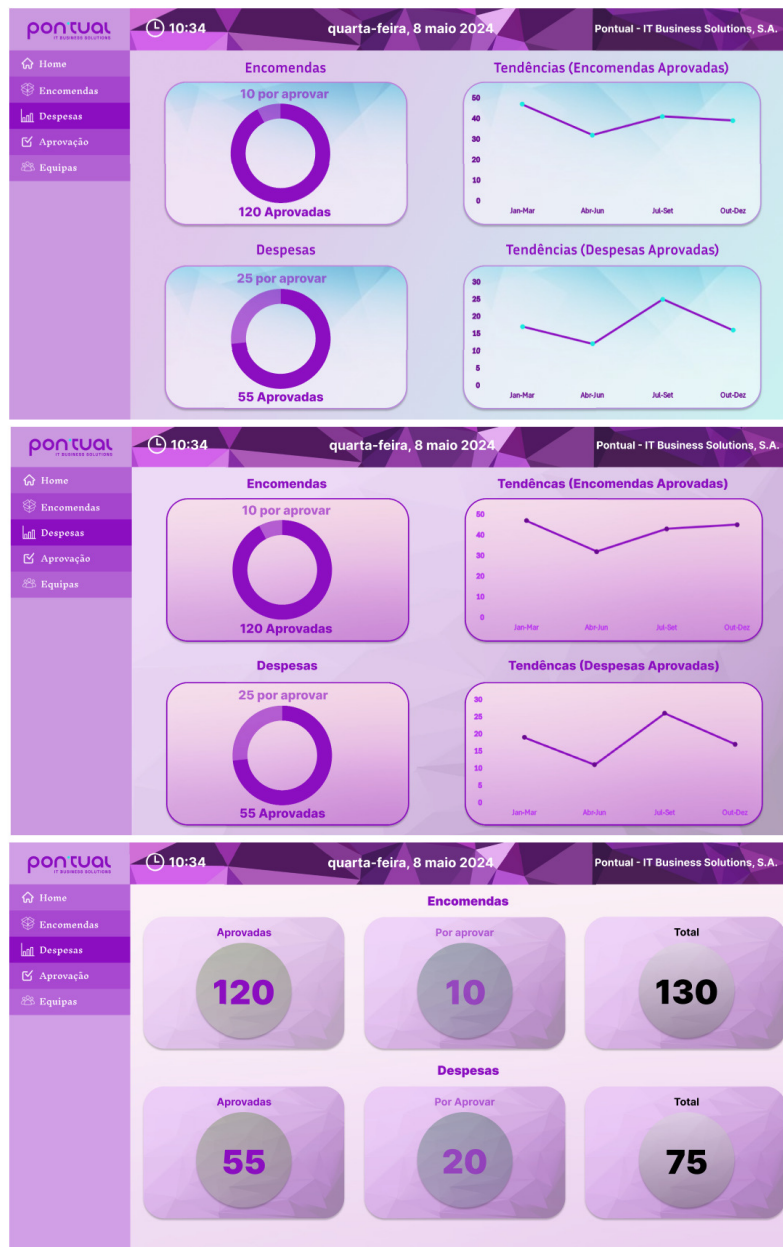 pontual
IT BUSINESS SOLUTIONS
10:34
quarta-feira, 8 maio 2024
Pontual - IT Business Solutions, S.A.
Home
Encomendas
Despesas
Aprovação
Equipas
Encomendas
10 por aprovar
120 Aprovadas
Tendências (Encomendas Aprovadas)
50
40
30
20
10
0
Jan-Mar Abr-Jun Jul-Set Out-Dez
Despesas
25 por aprovar
55 Aprovadas
Tendências (Despesas Aprovadas)
30
25
20
15
10
5
0
Jan-Mar Abr-Jun Jul-Set Out-Dez
pontual
IT BUSINESS SOLUTIONS
10:34
quarta-feira, 8 maio 2024
Pontual - IT Business Solutions, S.A.
Home
Encomendas
Despesas
Aprovação
Equipas
Encomendas
10 por aprovar
120 Aprovadas
Tendêncas (Encomendas Aprovadas)
50
40
30
20
10
0
Jan-Mar Abr-Jun Jul-Set Out-Dez
Despesas
25 por aprovar
55 Aprovadas
Tendêncas (Despesas Aprovadas)
30
25
20
15
10
5
0
Jan-Mar Abr-Jun Jul-Set Out-Dez
pontual
IT BUSINESS SOLUTIONS
10:34
quarta-feira, 8 maio 2024
Pontual - IT Business Solutions, S.A.
Home
Encomendas
Despesas
Aprovação
Equipas
Encomendas
Aprovadas Por aprovar Total
120 10 130
Despesas
Aprovadas Por Aprovar Total
55 20 75